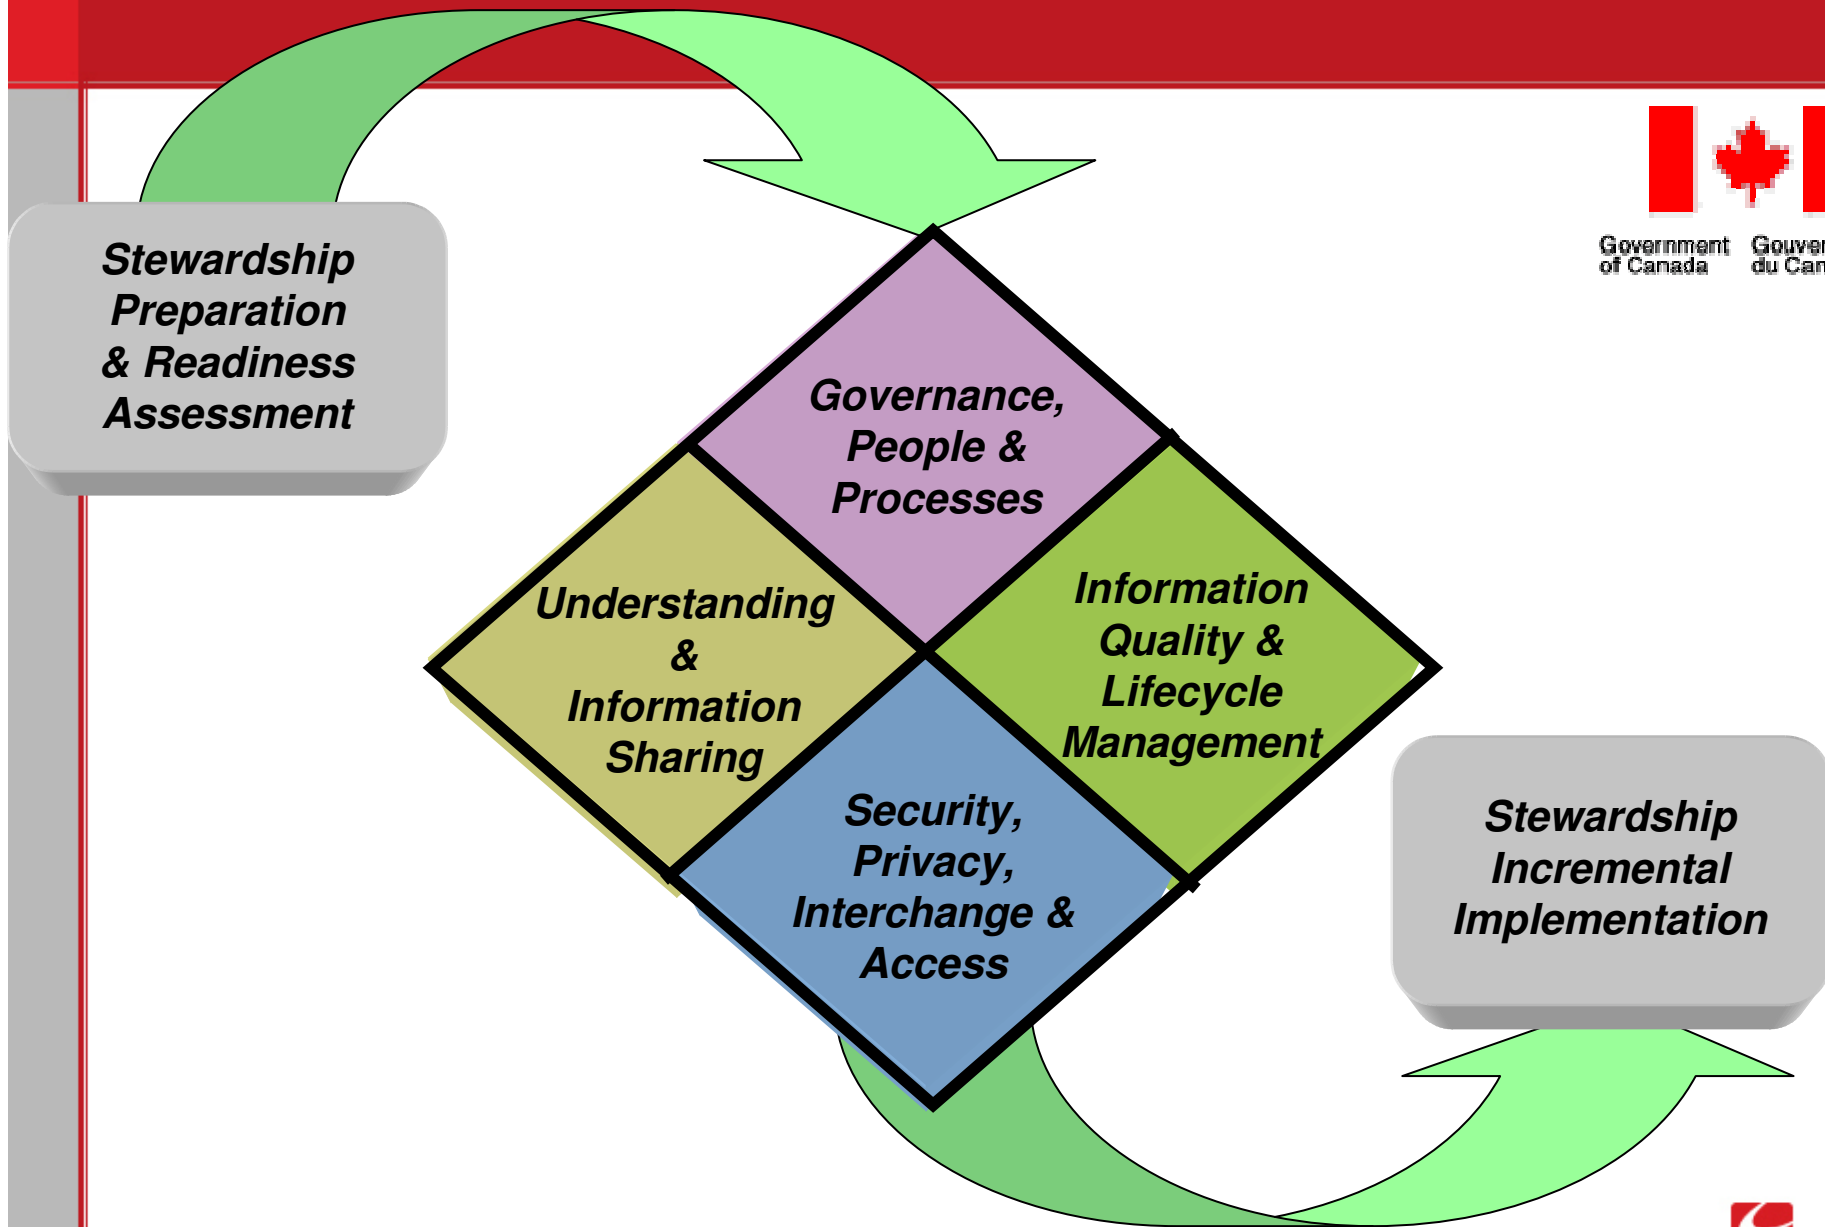 Stewardship
Preparation
& Readiness
Assessment
Government
of Canada
du
Governance,
People &
Processes
Understanding
&
Information
Sharing
Information
Quality &
Lifecycle
Management
Security,
Privacy,
Interchange &
Access
Stewardship
Incremental
Implementation